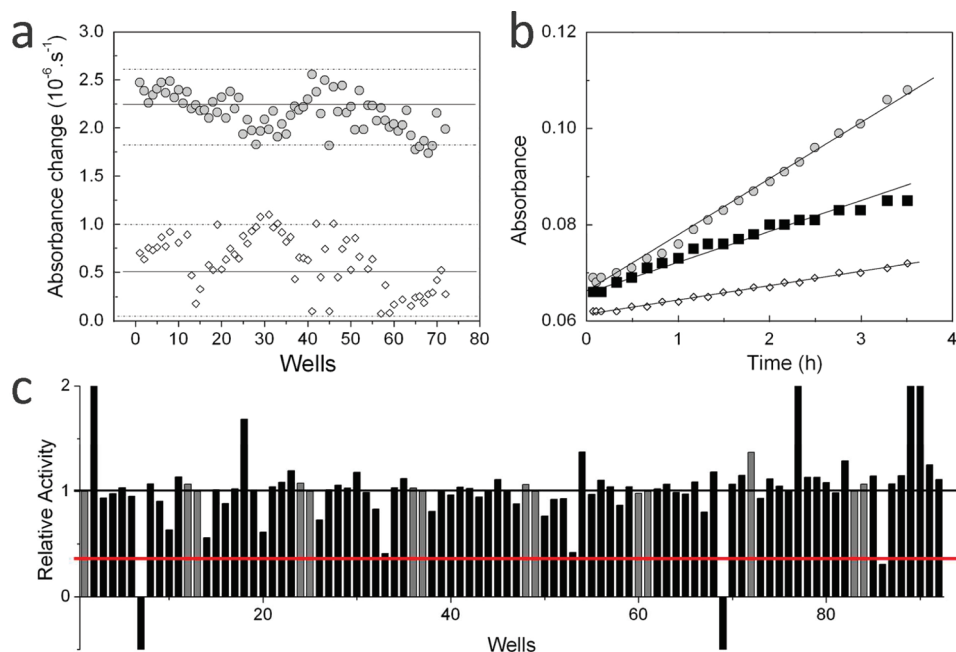 a
Absorbance change (10⁻⁶.s⁻¹)
3.0
2.5
2.0
1.5
1.0
0.5
0.0
0 10 20 30 40 50 60 70 80
Wells
b
Absorbance
0.12
0.10
0.08
0.06
0 1 2 3 4
Time (h)
c
Relative Activity
2
1
0
20 40 60 80
Wells